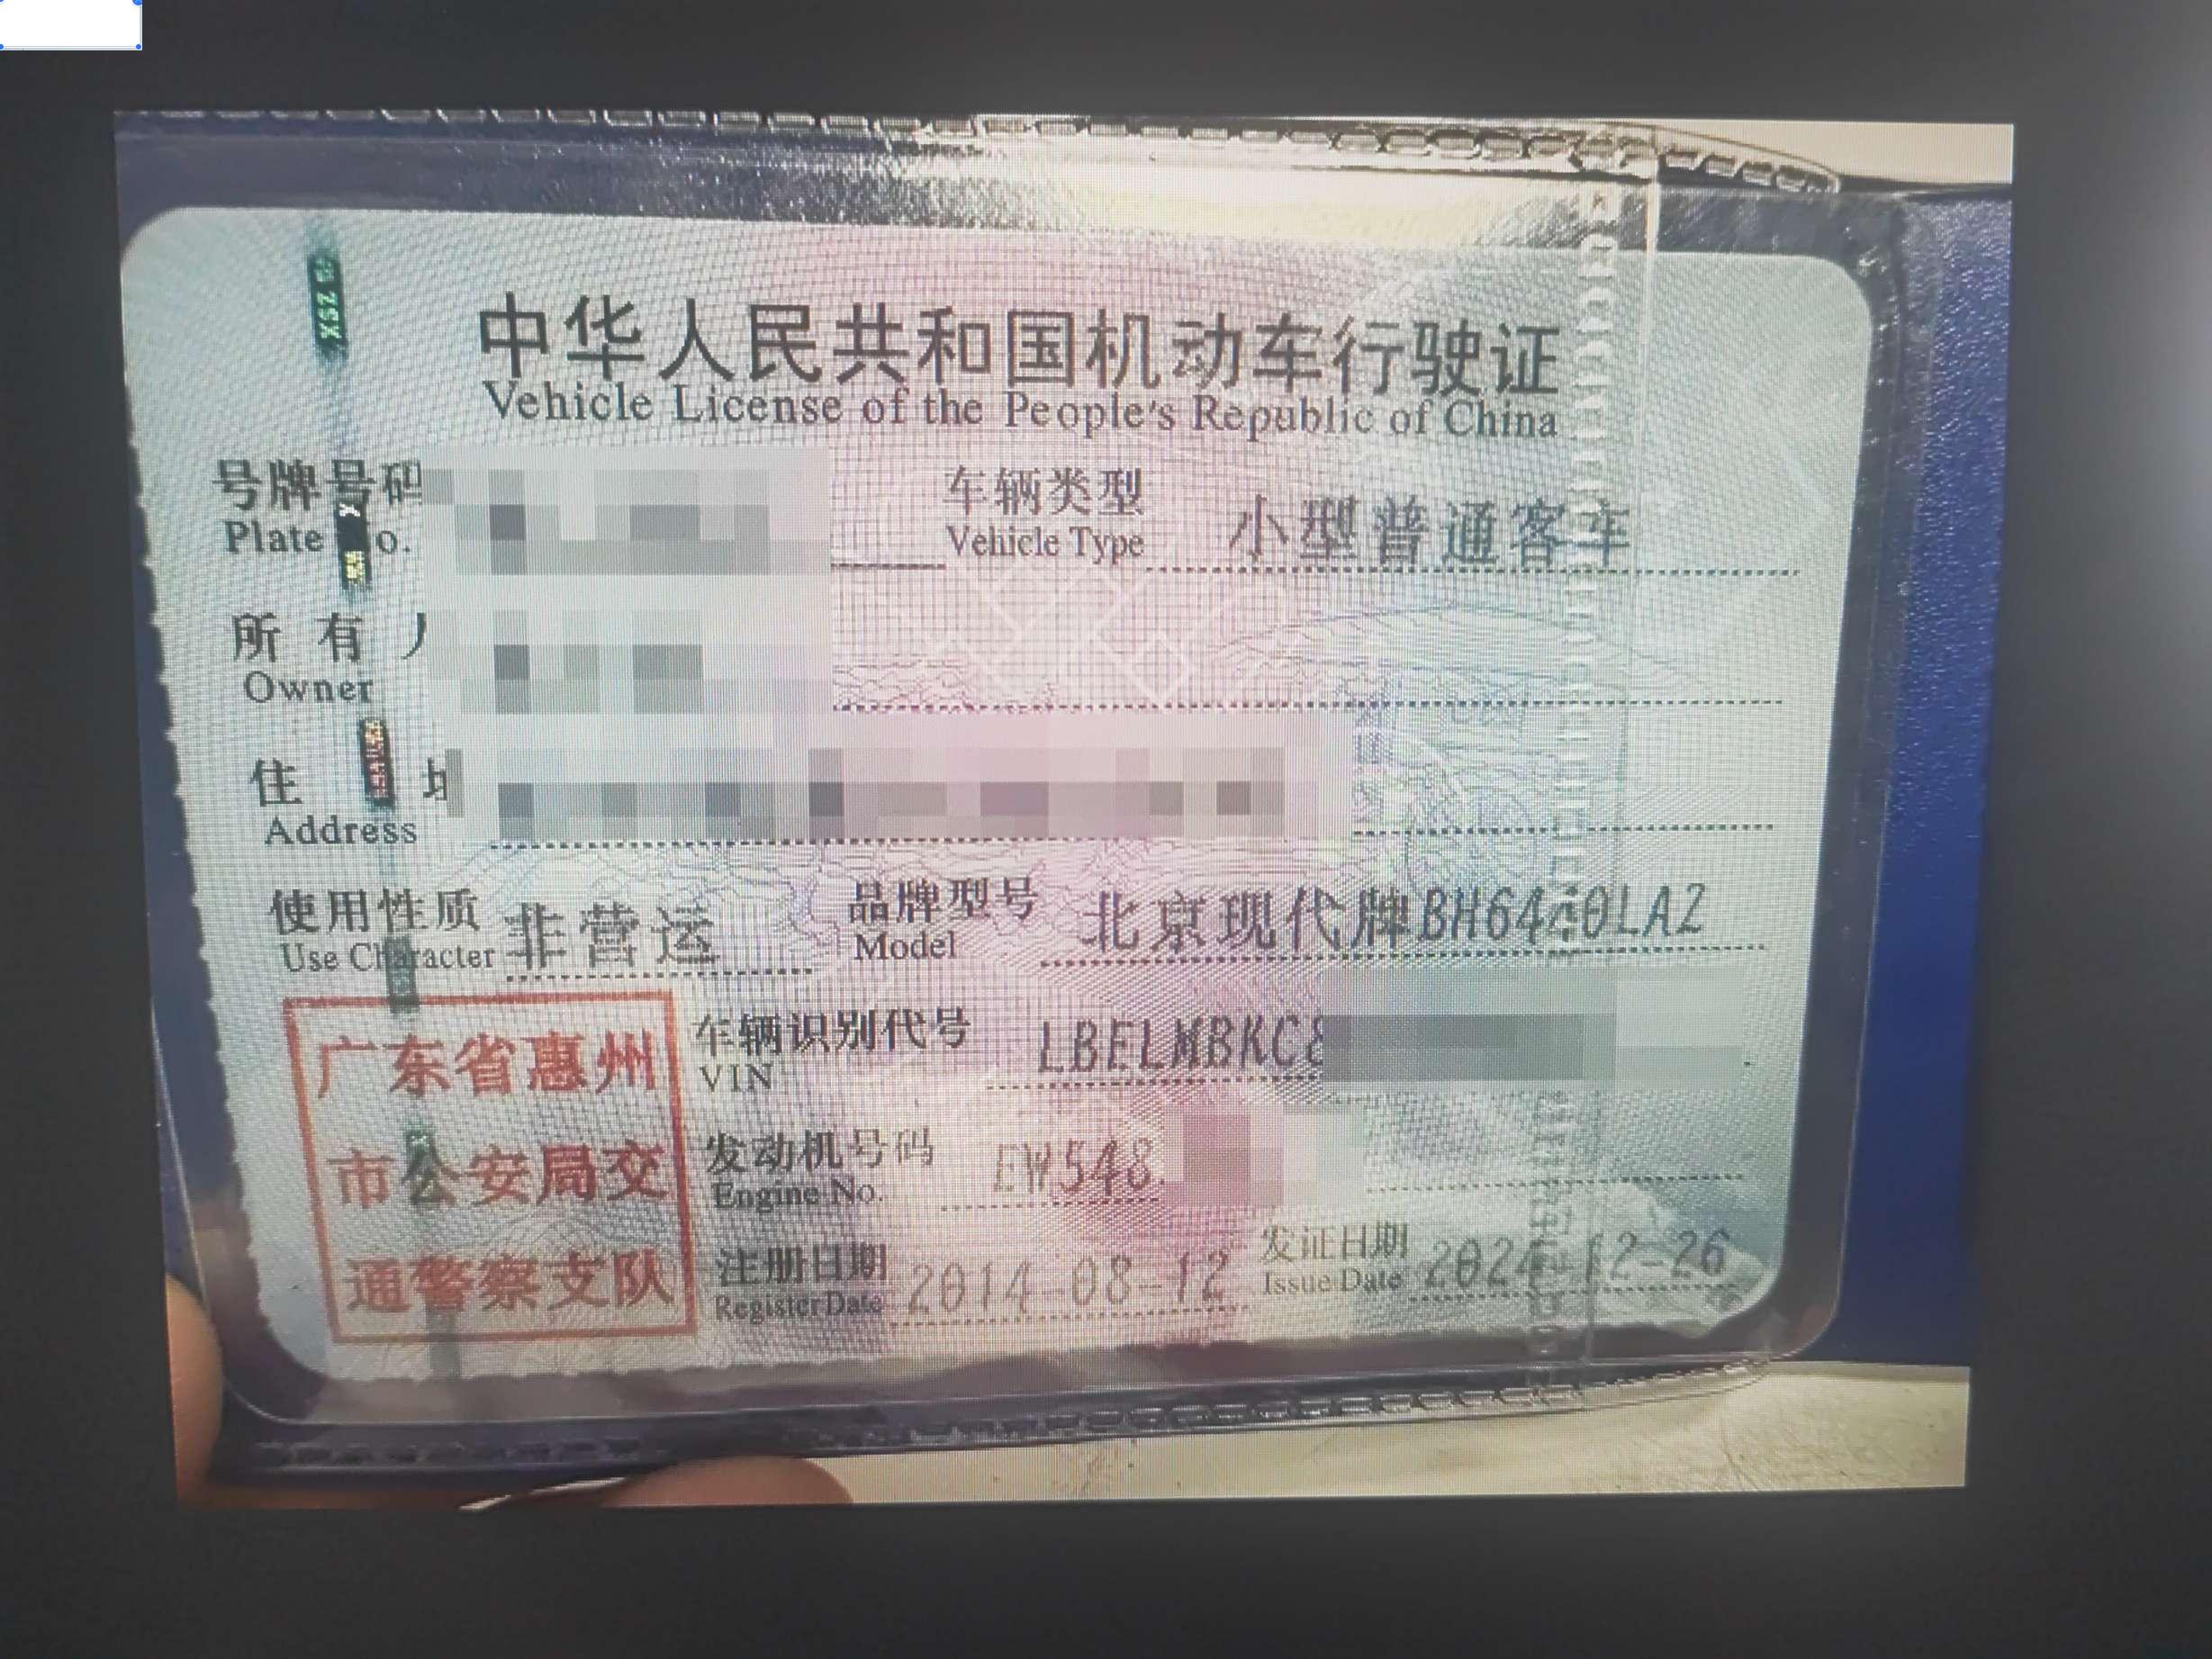 中华人民共和国机动车行驶证
Vehicle License of the People's Republic of China
号牌号码
Plate o.
车辆类型 小型普通客车
Vehicle Type
所有人
Owner
住
Address
使用性质 非营运
Use Character
品牌型号 北京现代牌
Model
广东省惠州
市公安局交
通警察支队
车辆识别代号 LBELMBKC
VIN
发动机号码 EW548
Engine No.
注册日期 2014-08-12
Register Date
发证日期 2024-12-26
Issue Date